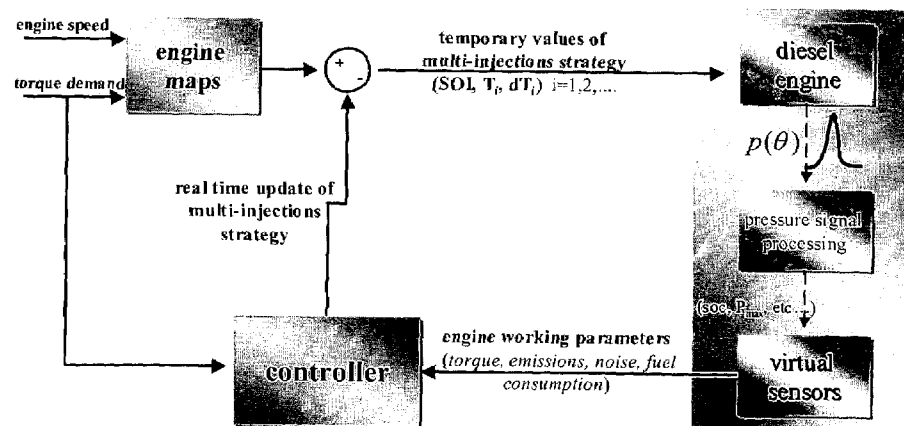 engine speed
torque demand
engine
maps
+
-
temporary values of
multi-injections strategy
(SOI, Tᵢ, dTᵢ) i=1,2,....
diesel
engine
p(θ)
real time update of
multi-injections
strategy
pressure signal
processing
(soc, Pmax, etc...)
engine working parameters
(torque, emissions, noise, fuel
consumption)
controller
virtual
sensors